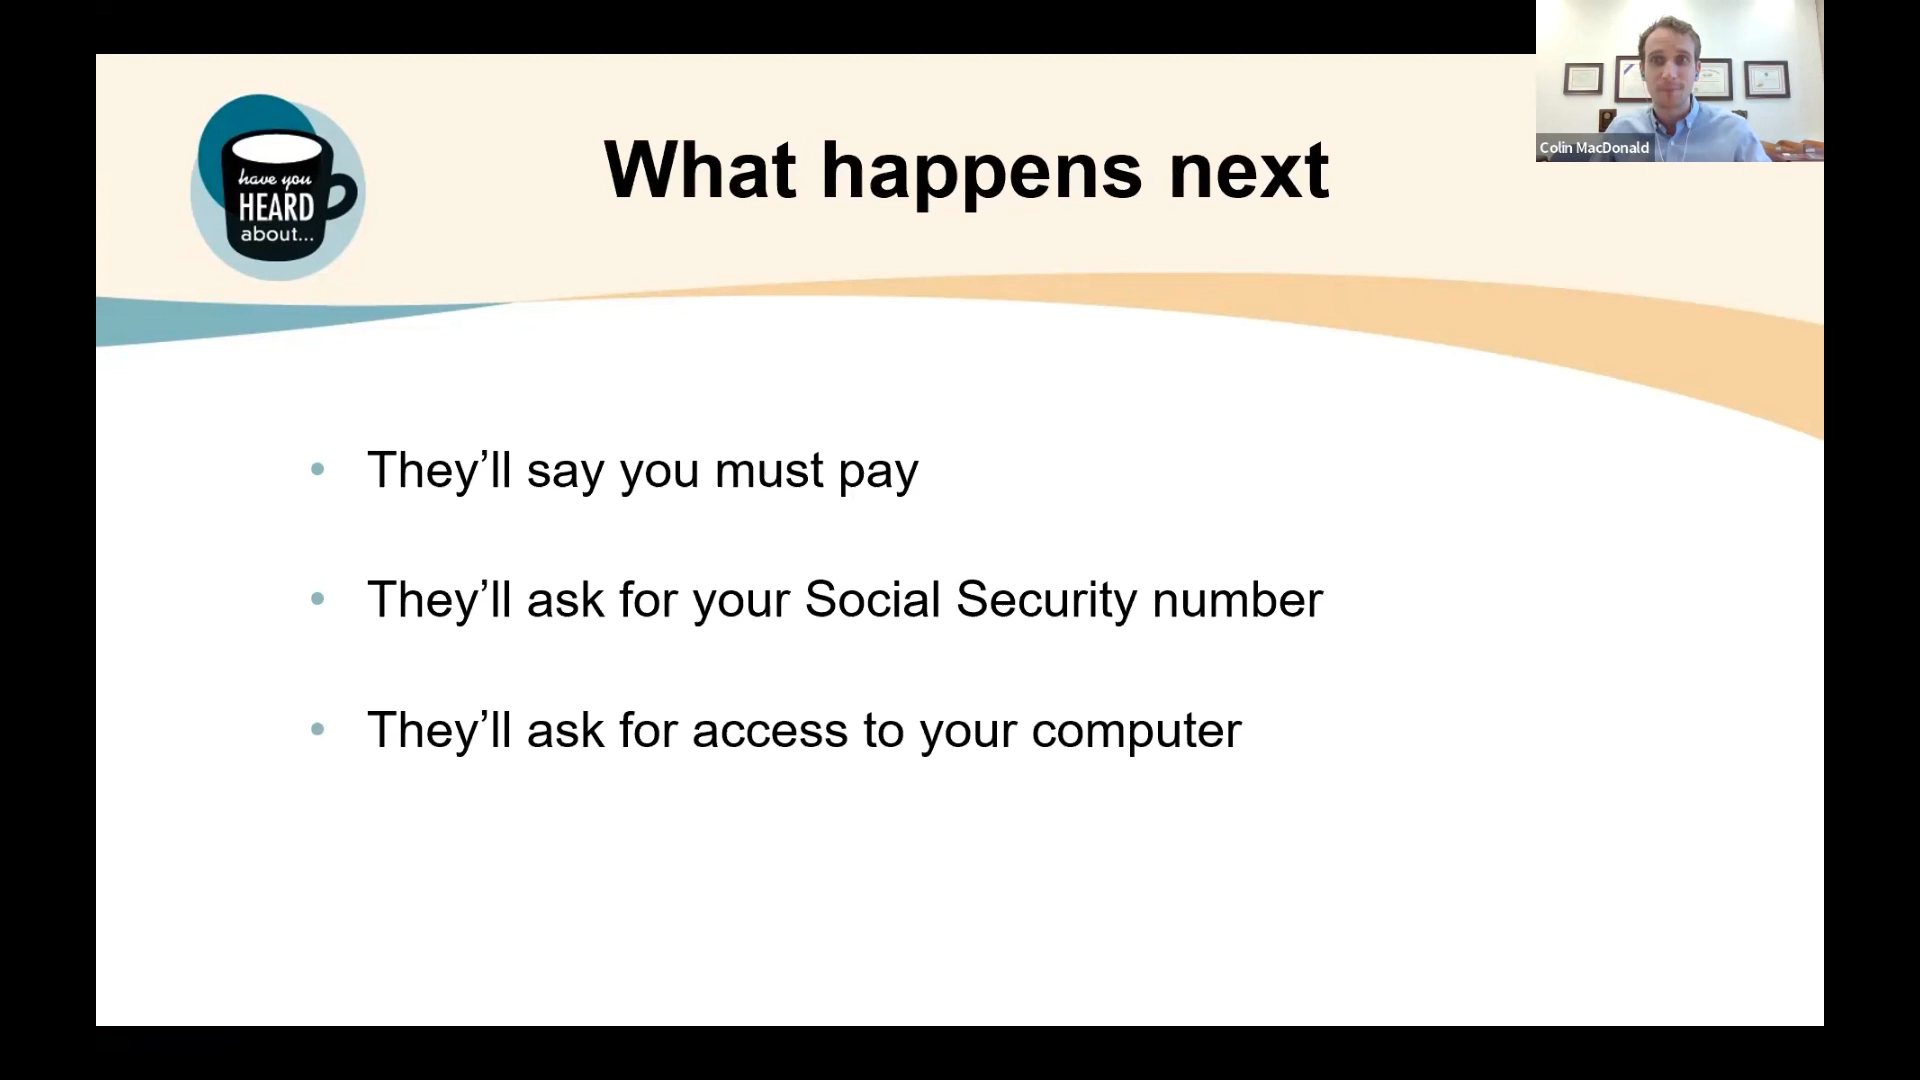 have you
HEARD
about...
What happens next
Colin MacDonald
• They’ll say you must pay
• They’ll ask for your Social Security number
• They’ll ask for access to your computer